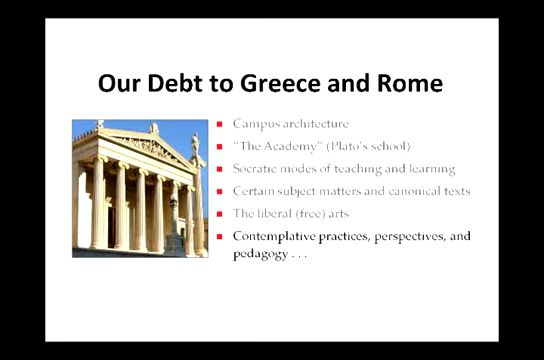 Our Debt to Greece and Rome
Campus architecture
“The Academy” (Plato’s school)
Socratic modes of teaching and learning
Certain subject matters and canonical texts
The liberal (free) arts
Contemplative practices, perspectives, and
pedagogy . . .